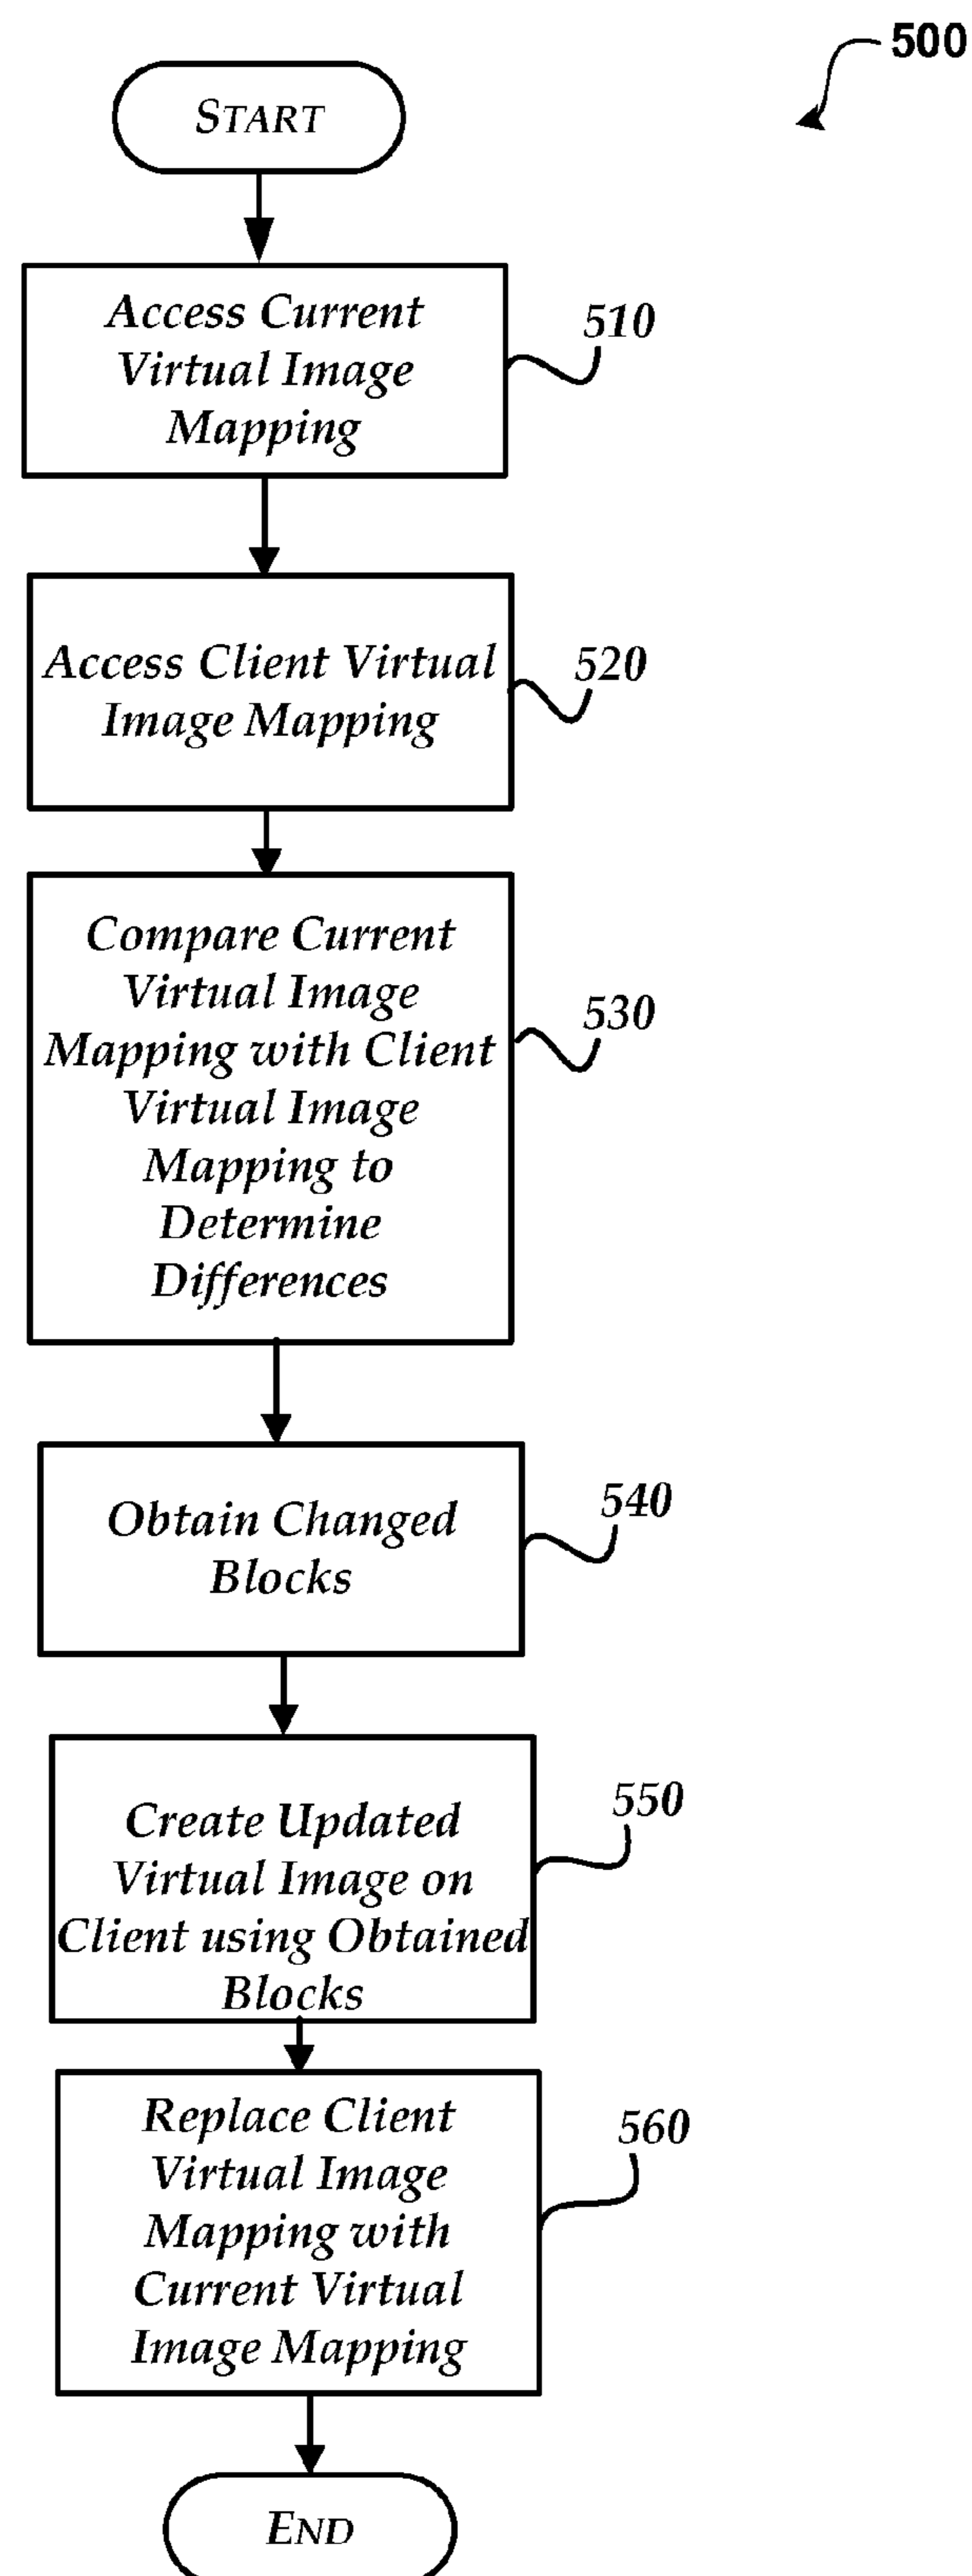 500
START
Access Current
Virtual Image
Mapping
510
Access Client Virtual
Image Mapping
520
Compare Current
Virtual Image
Mapping with Client
Virtual Image
Mapping to
Determine
Differences
530
Obtain Changed
Blocks
540
Create Updated
Virtual Image on
Client using Obtained
Blocks
550
Replace Client
Virtual Image
Mapping with
Current Virtual
Image Mapping
560
END